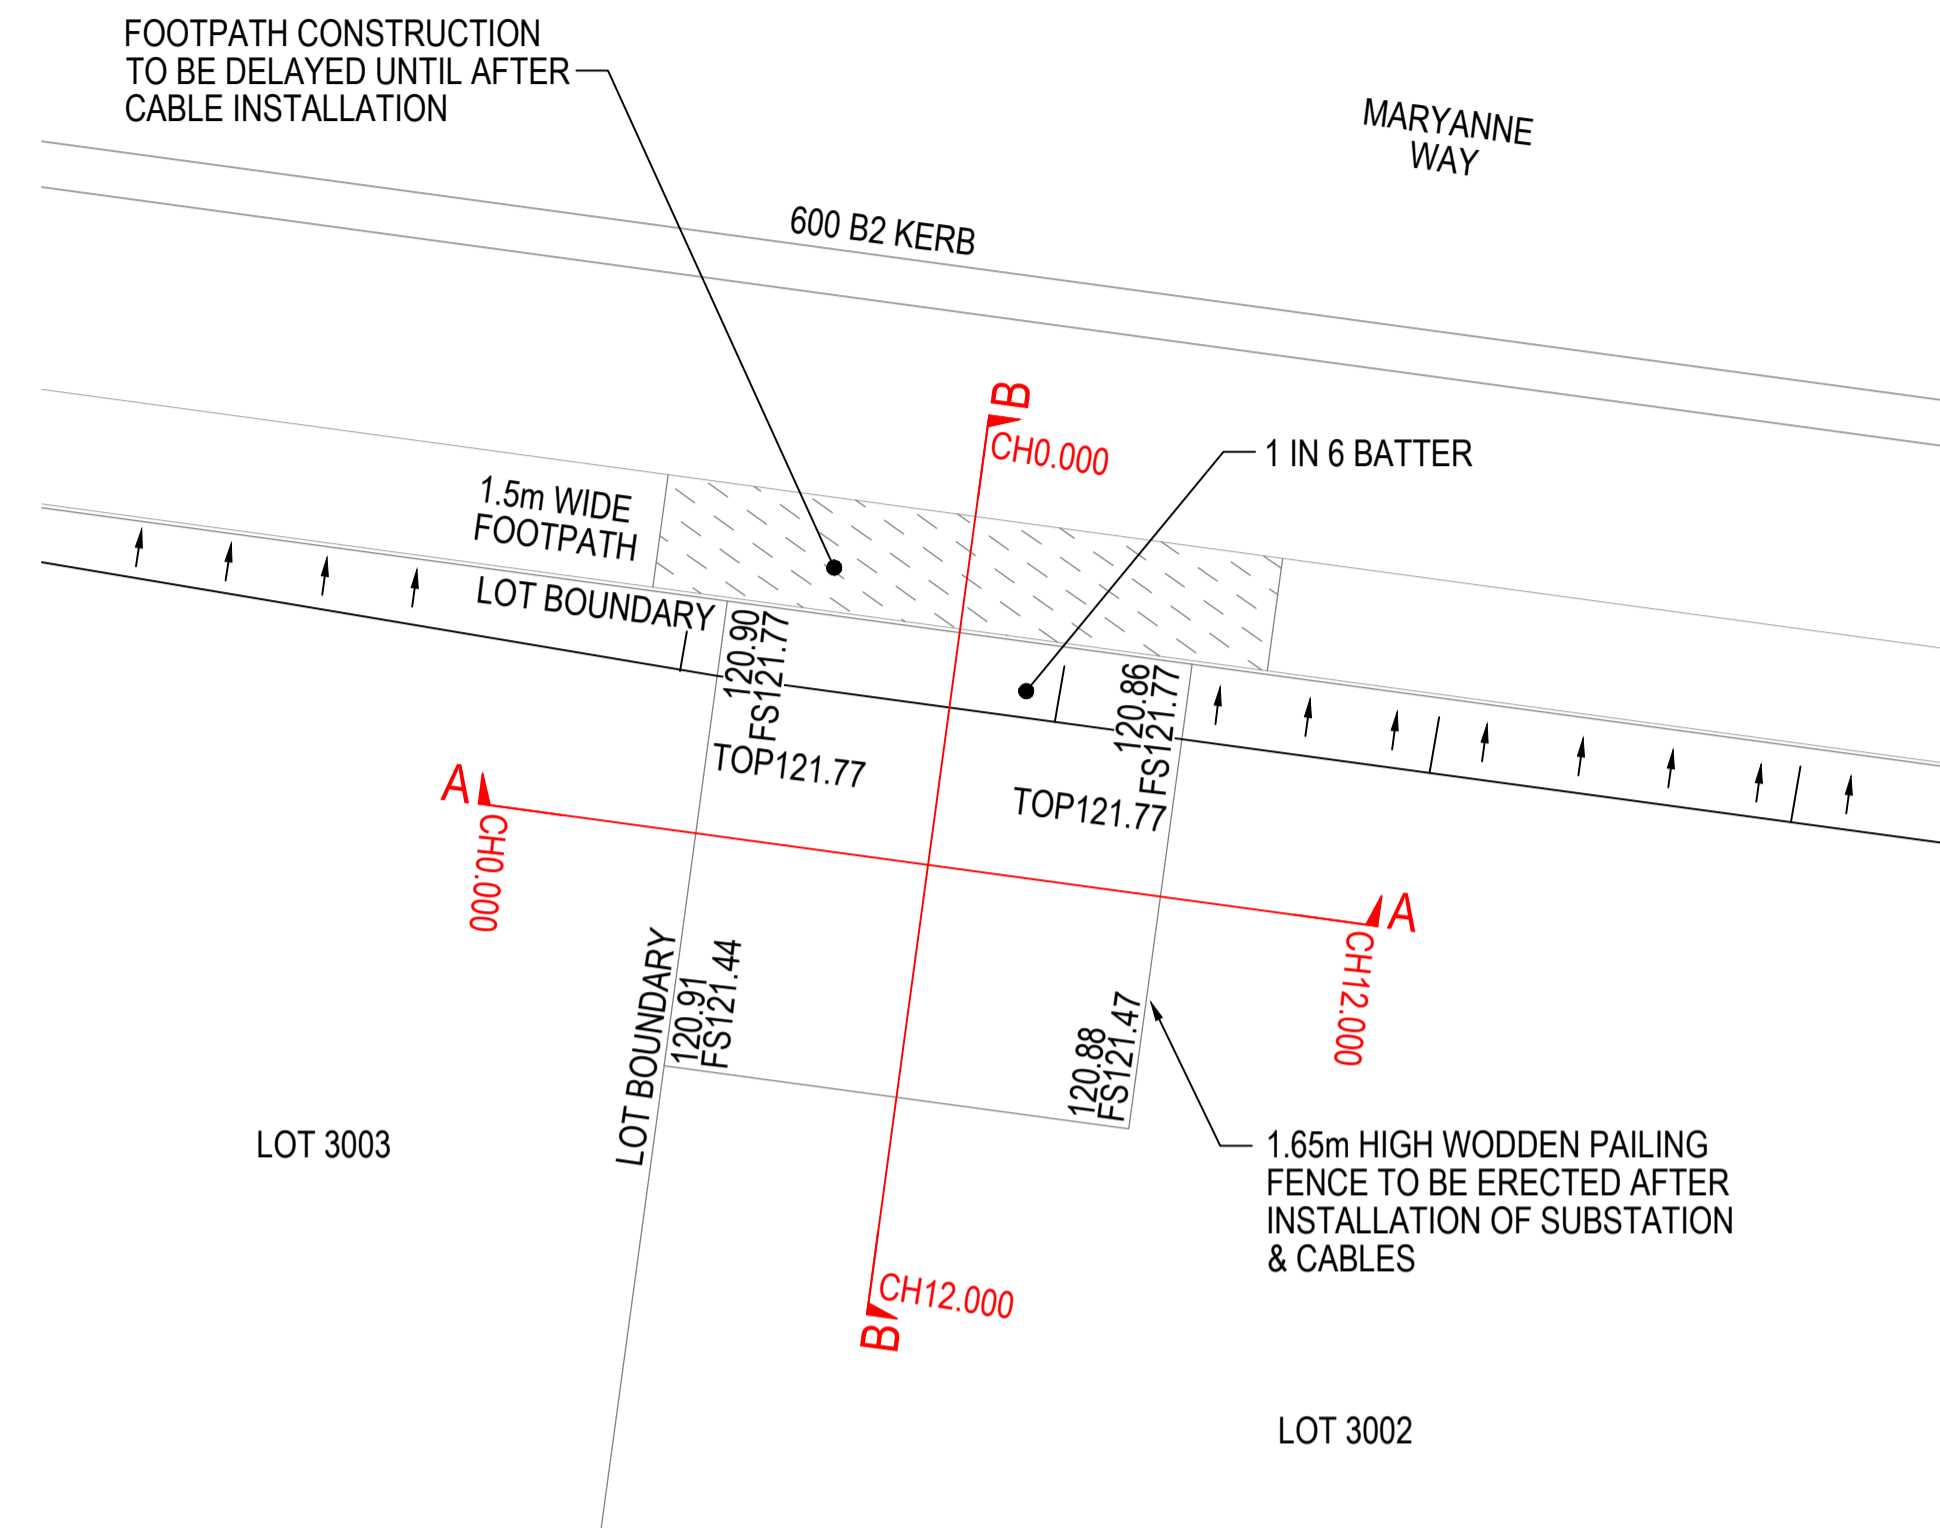 FOOTPATH CONSTRUCTION
TO BE DELAYED UNTIL AFTER
CABLE INSTALLATION
MARYANNE
WAY
600 B2 KERB
B
CH0.000
1 IN 6 BATTER
1.5m WIDE
FOOTPATH
LOT BOUNDARY
120.90
FS121.77
120.86
FS121.77
TOP121.77
TOP121.77
A
CH0.000
A
CH12.000
LOT BOUNDARY
120.91
FS121.44
120.88
FS121.47
LOT 3003
1.65m HIGH WODDEN PAILING
FENCE TO BE ERECTED AFTER
INSTALLATION OF SUBSTATION
& CABLES
CH12.000
B
LOT 3002